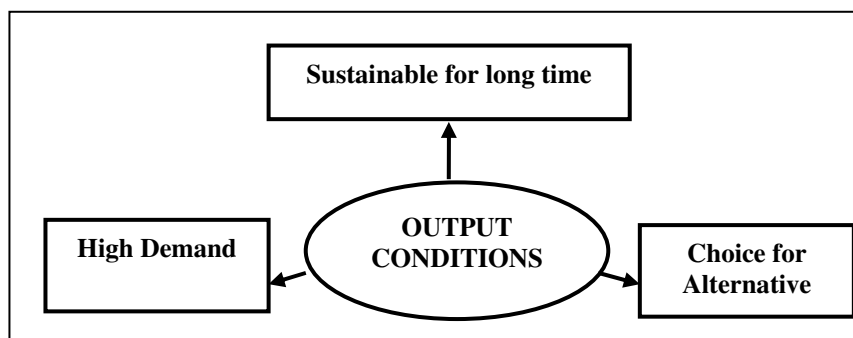 Sustainable for long time
High Demand
OUTPUT
CONDITIONS
Choice for
Alternative